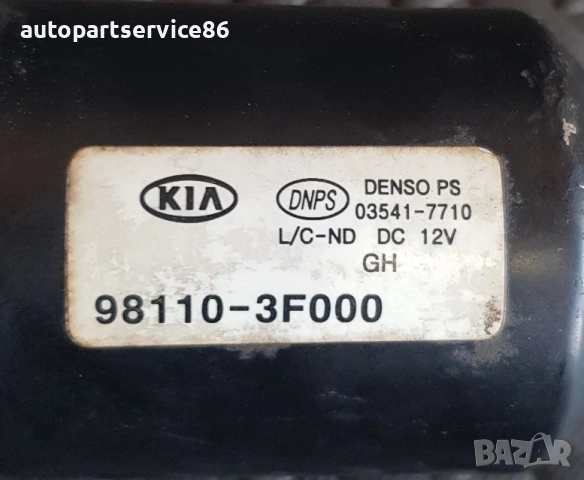 autopartservice86
KIA DNPS DENSO PS
03541-7710
L/C-ND DC 12V
GH
98110-3F000
BAZAR